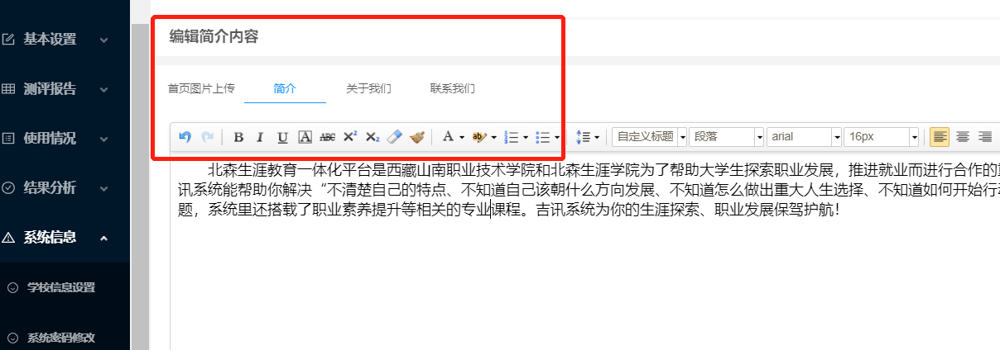 编辑简介内容
基本设置
测评报告
使用情况
结果分析
系统信息
学校信息设置
系统密码修改
首页图片上传 简介 关于我们 联系我们
B I U A ABC X² X₂ A ab 自定义标题 段落 arial 16px
北森生涯教育一体化平台是西藏山南职业技术学院和北森生涯学院为了帮助大学生探索职业发展，推进就业而进行合作的
讯系统能帮助你解决“不清楚自己的特点、不知道自己该朝什么方向发展、不知道怎么做出重大人生选择、不知道如何开始行
题，系统里还搭载了职业素养提升等相关的专业课程。吉讯系统为你的生涯探索、职业发展保驾护航！